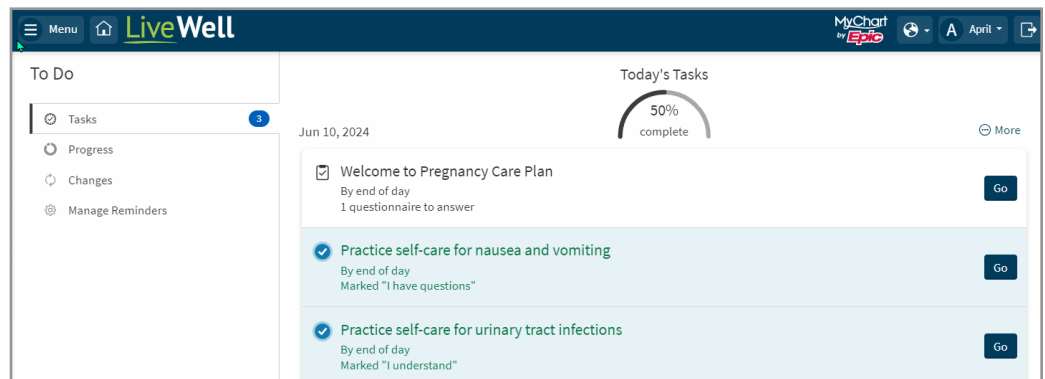 Menu
LiveWell
MyChart
by Epic
A April
To Do
Tasks 3
Progress
Changes
Manage Reminders
Today's Tasks
50%
complete
Jun 10, 2024
More
Welcome to Pregnancy Care Plan
By end of day
1 questionnaire to answer
Go
Practice self-care for nausea and vomiting
By end of day
Marked "I have questions"
Go
Practice self-care for urinary tract infections
By end of day
Marked "I understand"
Go